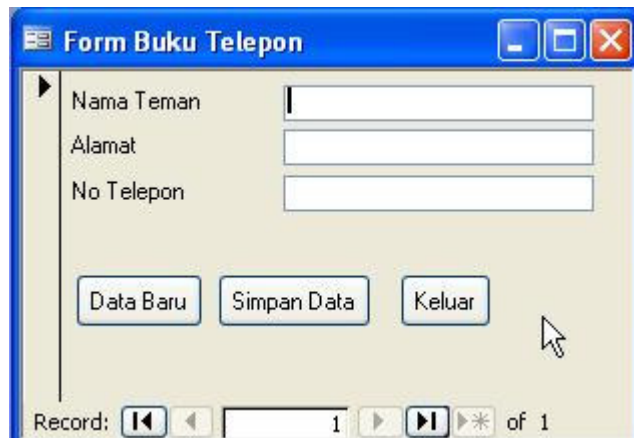 Form Buku Telepon
Nama Teman
Alamat
No Telepon
Data Baru Simpan Data Keluar
Record: 1 of 1